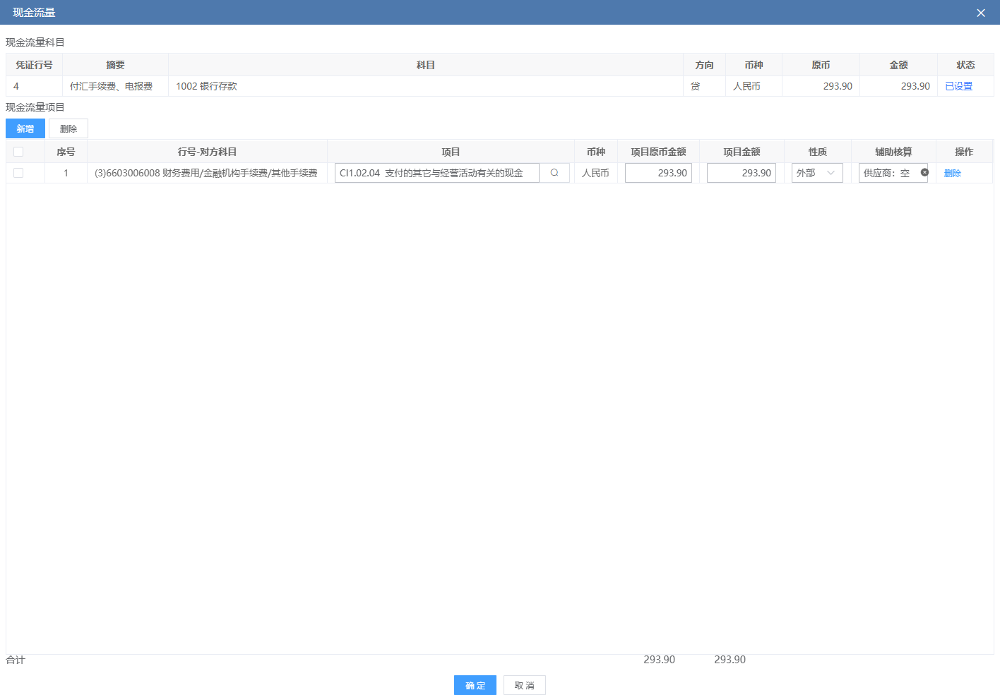 现金流量
现金流量科目
凭证行号 摘要 科目 方向 币种 原币 金额 状态
4 付汇手续费、电报费 1002 银行存款 贷 人民币 293.90 293.90 已设置
现金流量项目
新增 删除
序号 行号-对方科目 项目 币种 项目原币金额 项目金额 性质 辅助核算 操作
1 (3)6603006008 财务费用/金融机构手续费/其他手续费 CI1.02.04 支付的其它与经营活动有关的现金 人民币 293.90 293.90 外部 供应商：空 删除
合计 293.90 293.90
确定 取消